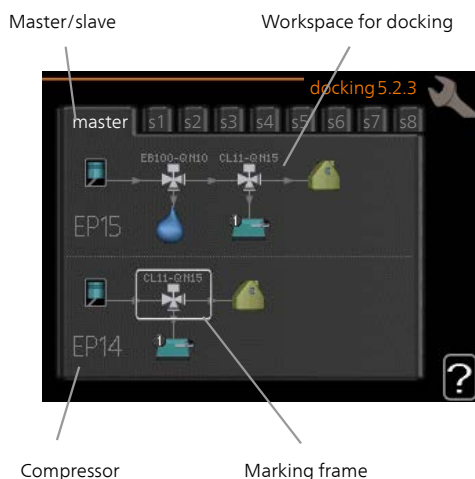 Master/slave
Workspace for docking
docking 5.2.3
master s1 s2 s3 s4 s5 s6 s7 s8
EB100-QN10 CL11-QN15
1
EP15
CL11-QN15
1
EP14
?
Compressor
Marking frame